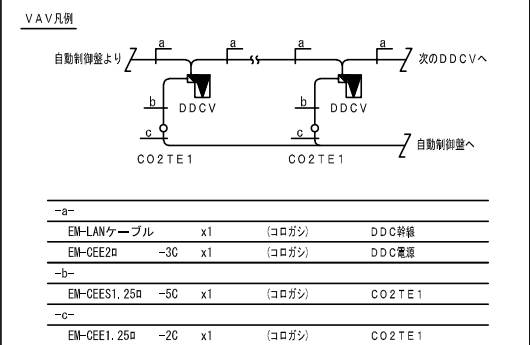 VAV凡例
a a a a
自動制御盤より 次のDDCVへ
DDCV DDCV
b b
c c
自動制御盤へ
CO2TE1 CO2TE1
-a-
EM-LANケーブル x1 (コロガシ) DDC幹線
EM-CEE2□ -3C x1 (コロガシ) DDC電源
-b-
EM-CEES1.25□ -5C x1 (コロガシ) CO2TE1
-c-
EM-CEE1.25□ -2C x1 (コロガシ) CO2TE1